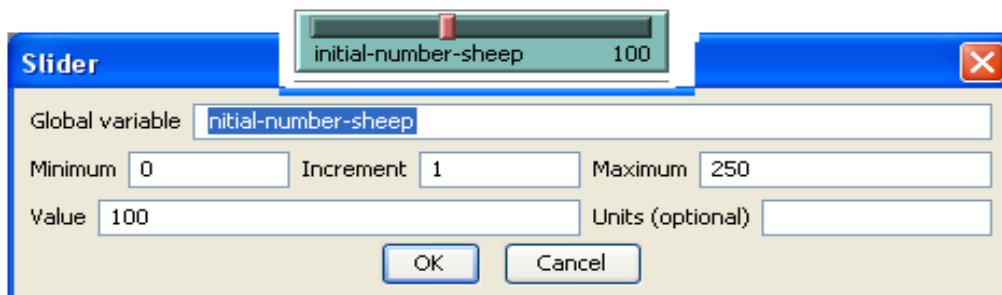 initial-number-sheep 100
Slider
Global variable nitial-number-sheep
Minimum 0 Increment 1 Maximum 250
Value 100 Units (optional)
OK Cancel